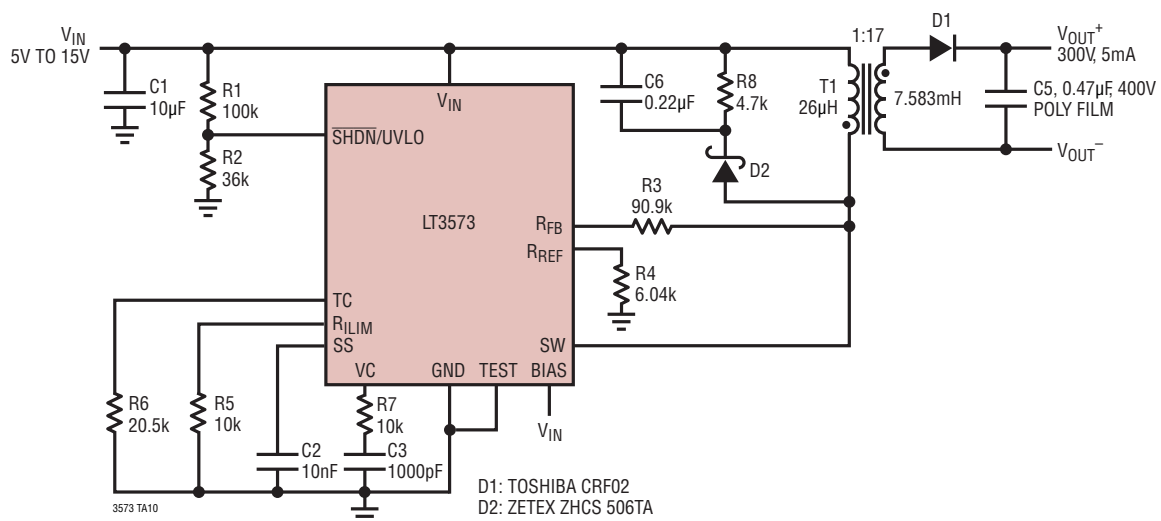 VIN
5V TO 15V
C1
10µF
R1
100k
R2
36k
VIN
SHDN/UVLO
LT3573
RFB
RREF
SW
TC
RILIM
SS
VC
GND
TEST
BIAS
VIN
C6
0.22µF
R8
4.7k
D2
R3
90.9k
R4
6.04k
1:17
T1
26µH
7.583mH
D1
VOUT+
300V, 5mA
C5, 0.47µF, 400V
POLY FILM
VOUT–
R6
20.5k
R5
10k
C2
10nF
R7
10k
C3
1000pF
D1: TOSHIBA CRF02
D2: ZETEX ZHCS 506TA
3573 TA10